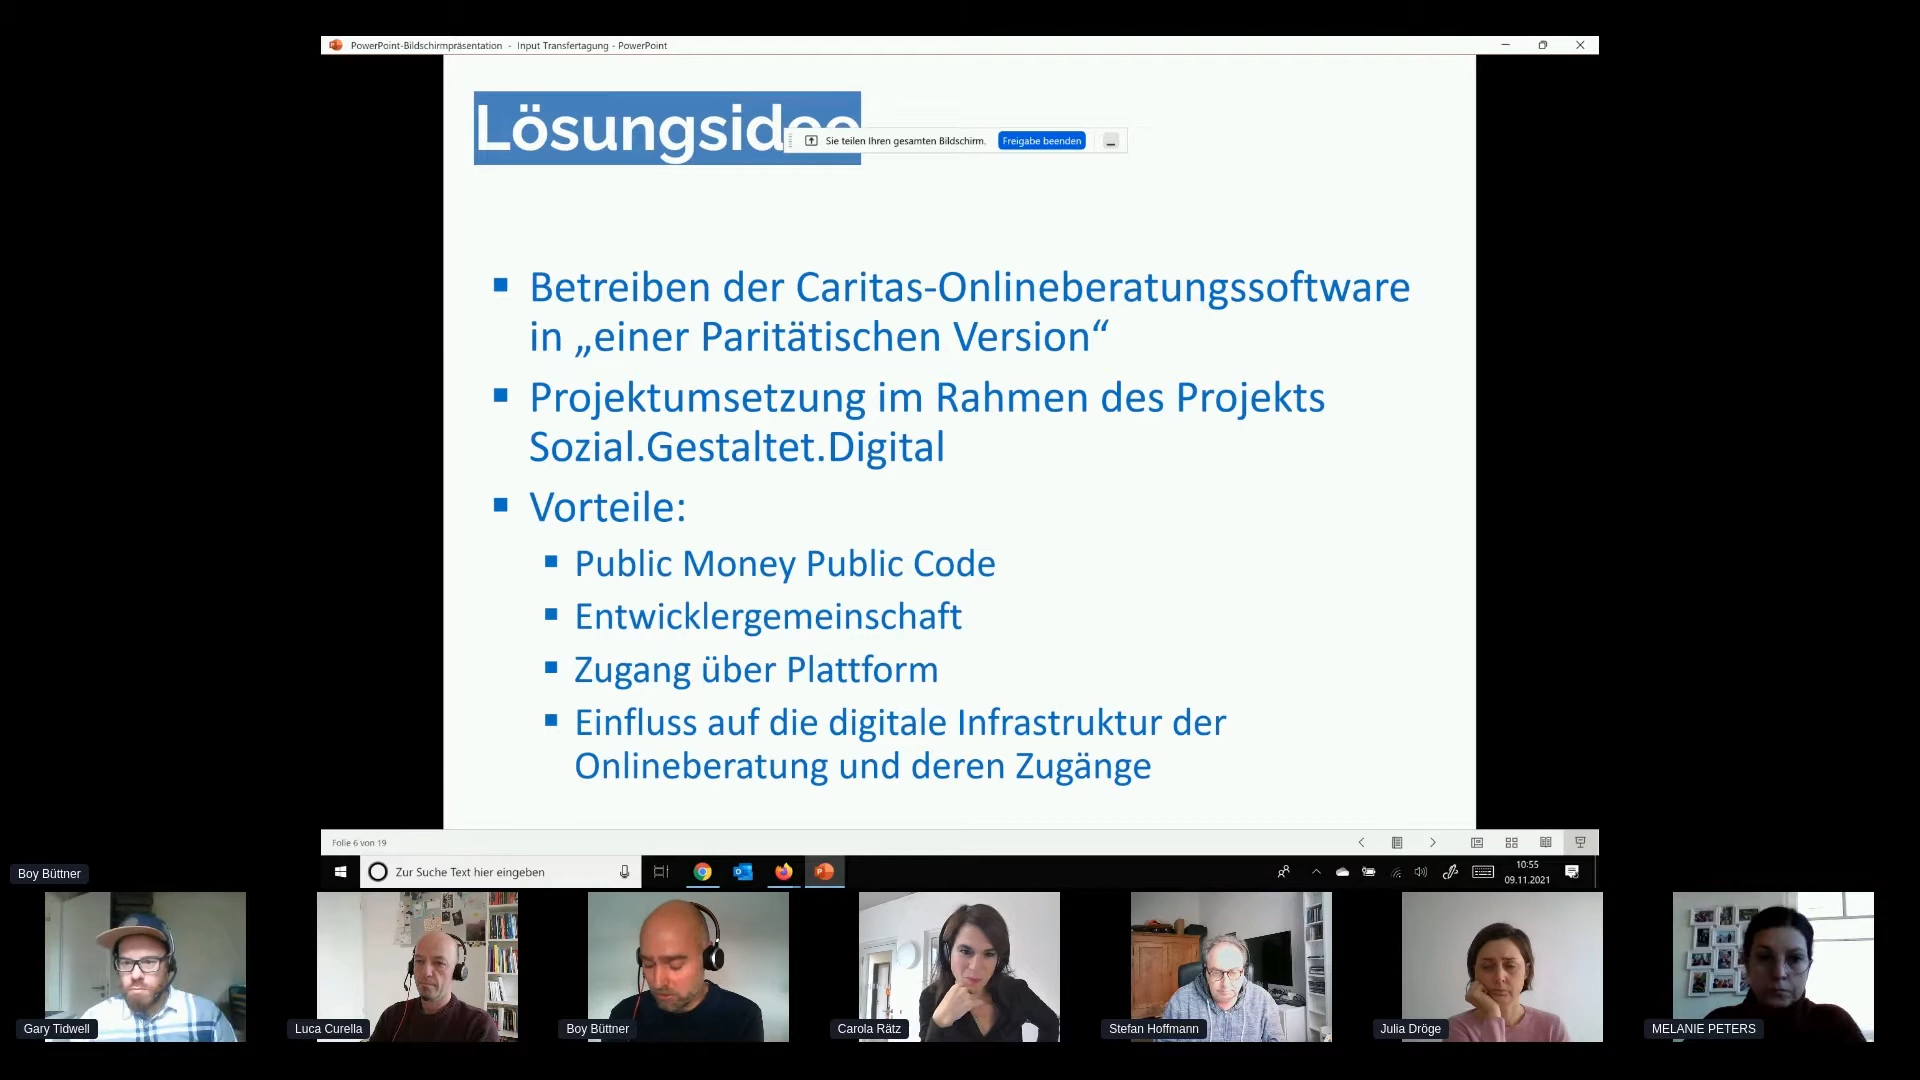 PowerPoint-Bildschirmpräsentation - Input Transfertagung - PowerPoint
Lösungsidee
Sie teilen Ihren gesamten Bildschirm. Freigabe beenden
Betreiben der Caritas-Onlineberatungssoftware
in „einer Paritätischen Version“
Projektumsetzung im Rahmen des Projekts
Sozial.Gestaltet.Digital
Vorteile:
Public Money Public Code
Entwicklergemeinschaft
Zugang über Plattform
Einfluss auf die digitale Infrastruktur der
Onlineberatung und deren Zugänge
Folie 6 von 19
Zur Suche Text hier eingeben
10:55
09.11.2021
Boy Büttner
Gary Tidwell
Luca Curella
Boy Büttner
Carola Rätz
Stefan Hoffmann
Julia Dröge
MELANIE PETERS